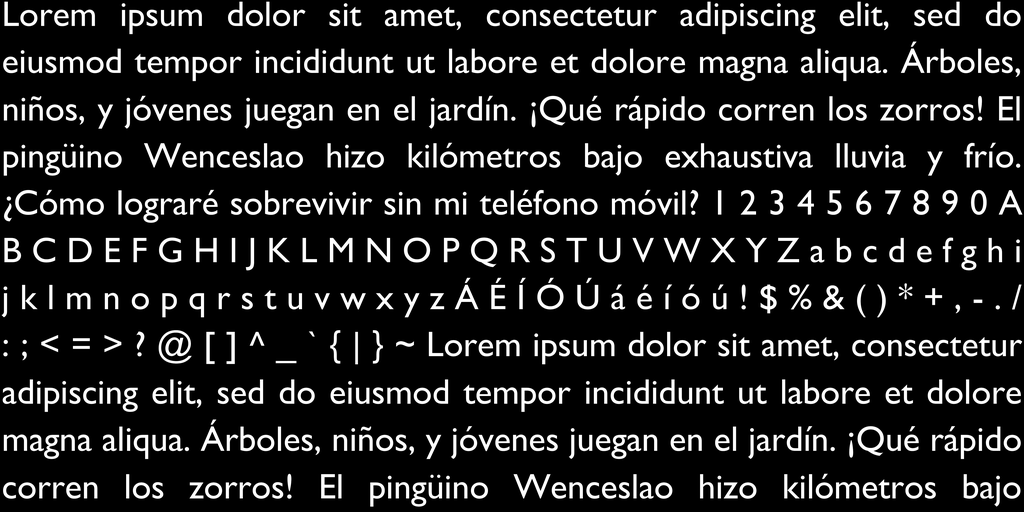 Lorem ipsum dolor sit amet, consectetur adipiscing elit, sed do
eiusmod tempor incididunt ut labore et dolore magna aliqua. Árboles,
niños, y jóvenes juegan en el jardín. ¡Qué rápido corren los zorros! El
pingüino Wenceslao hizo kilómetros bajo exhaustiva lluvia y frío.
¿Cómo lograré sobrevivir sin mi teléfono móvil? 1 2 3 4 5 6 7 8 9 0 A
B C D E F G H I J K L M N O P Q R S T U V W X Y Z a b c d e f g h i
j k l m n o p q r s t u v w x y z Á É Í Ó Ú á é í ó ú ! $ % & ( ) * + , - . /
: ; < = > ? @ [ ] ^ _ ` { | } ~ Lorem ipsum dolor sit amet, consectetur
adipiscing elit, sed do eiusmod tempor incididunt ut labore et dolore
magna aliqua. Árboles, niños, y jóvenes juegan en el jardín. ¡Qué rápido
corren los zorros! El pingüino Wenceslao hizo kilómetros bajo